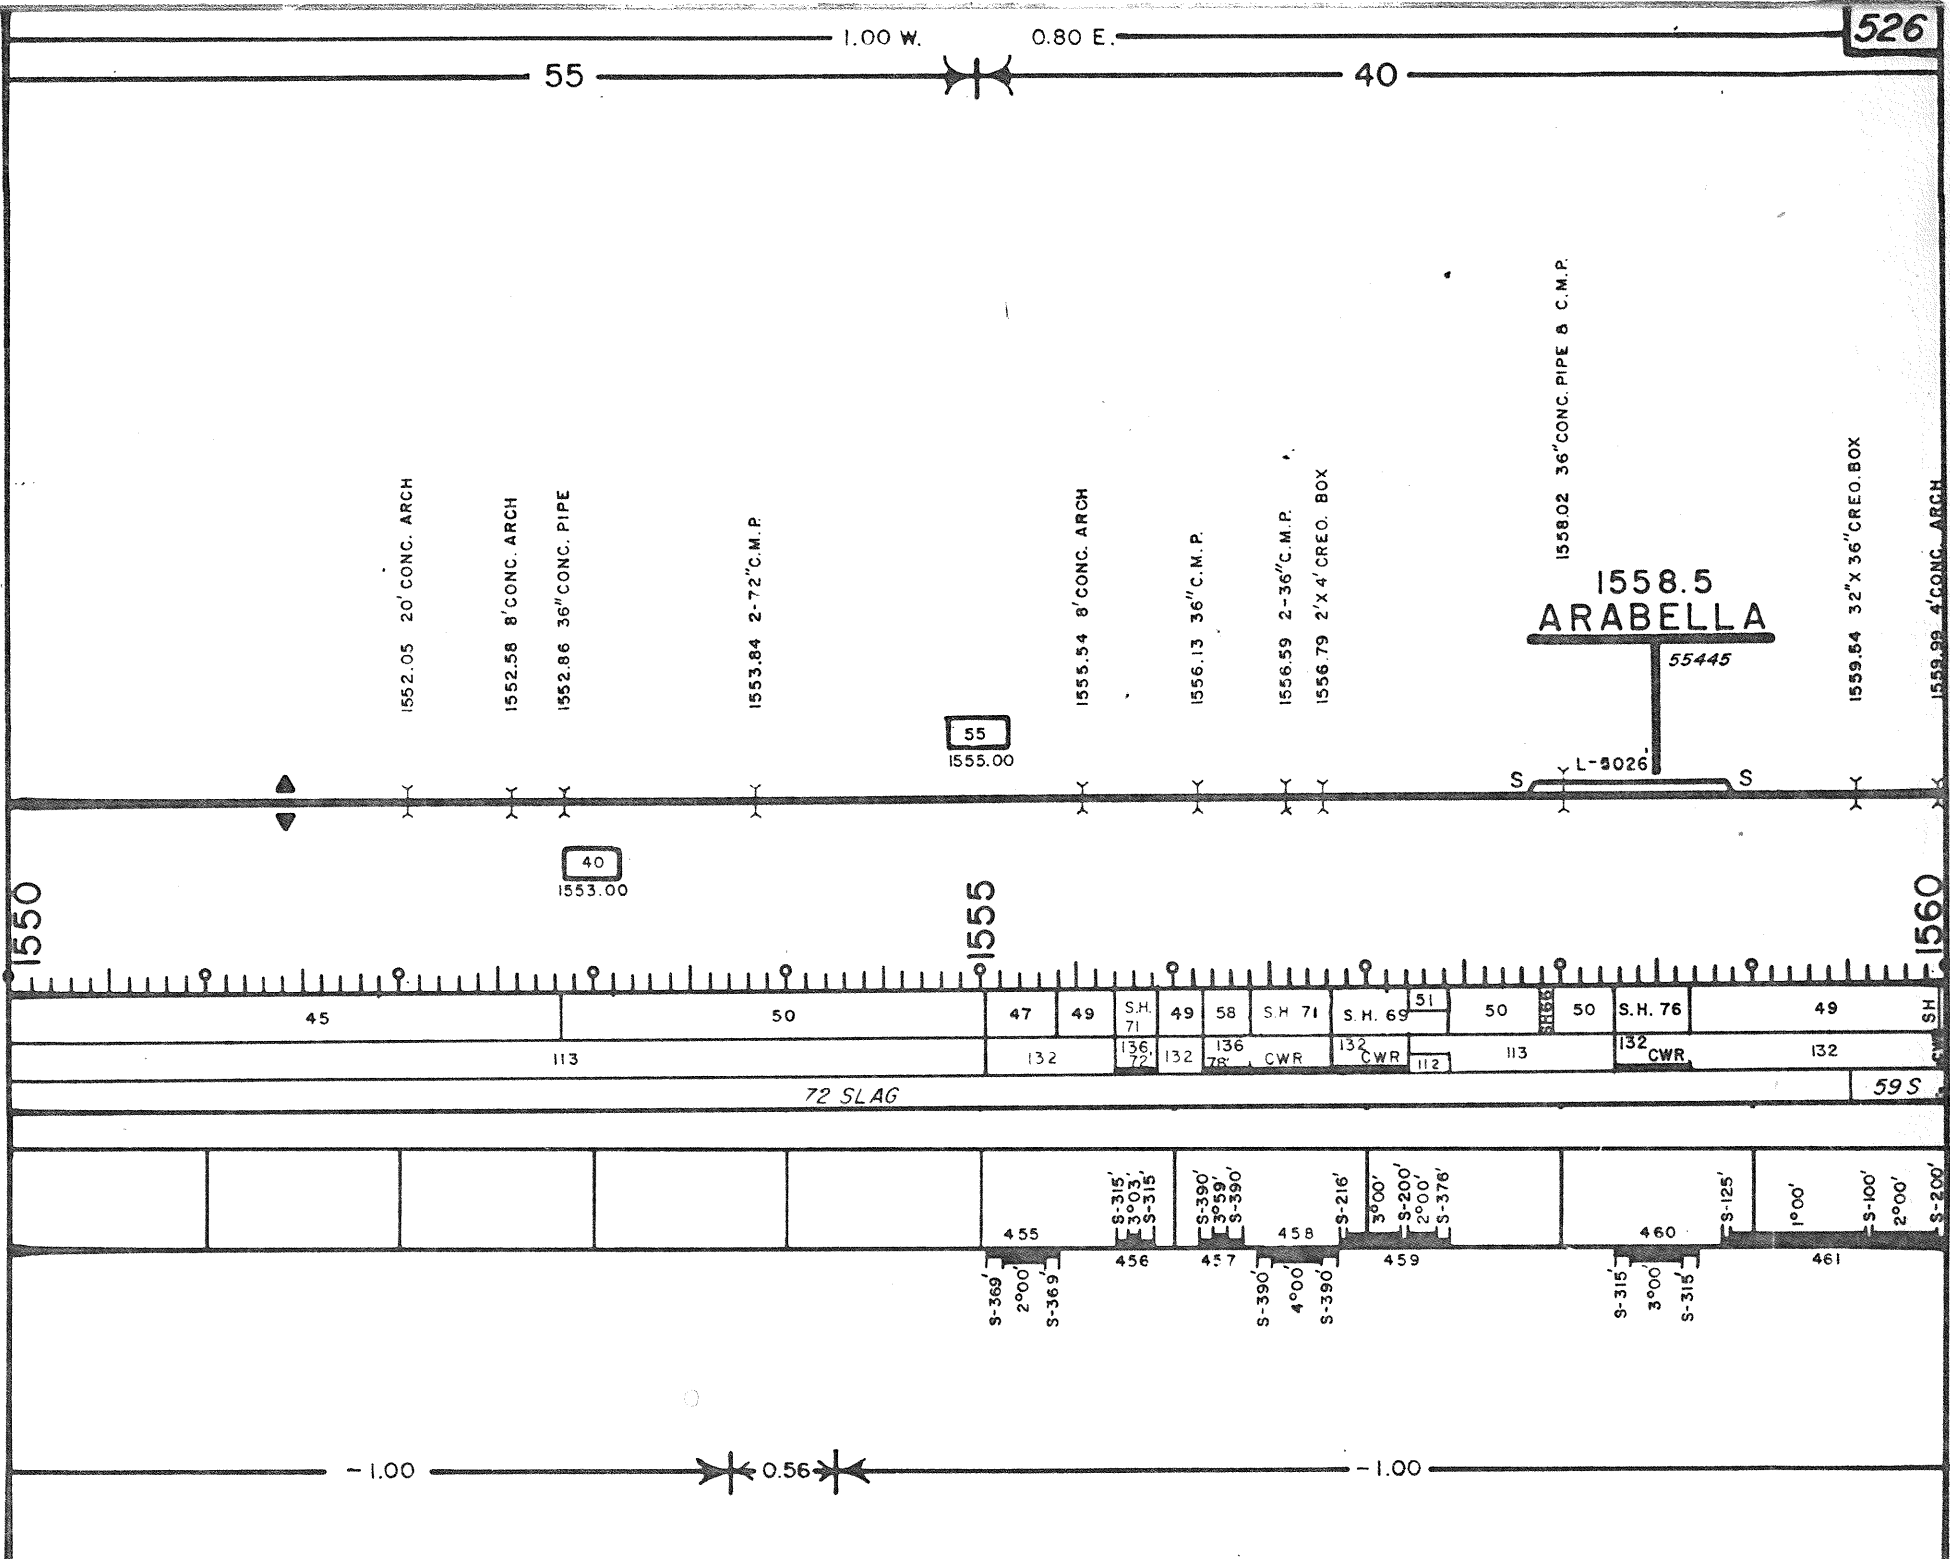 526
1.00 W. 0.80 E.
55 40
1552.05 20' CONC. ARCH
1552.58 8' CONC. ARCH
1552.86 36" CONC. PIPE
1553.84 2-72" C.M.P.
1555.54 8' CONC. ARCH
1556.13 36" C.M.P.
1556.59 2-36" C.M.P.
1556.79 2' X 4' CREO. BOX
1558.02 36" CONC. PIPE & C.M.P.
1559.54 32" X 36" CREO. BOX
1559.99 4' CONC. ARCH
1558.5
ARABELLA
55445
55
1555.00
S L-5026' S
40
1553.00
1550 1555 1560
45 50 47 49 S.H. 71 49 58 S.H 71 S.H. 69 51 50 SH66 50 S.H. 76 49 SH
113 132 136 72' 132 136 78' CWR 132 CWR 112 113 132 CWR 132 CW
72 SLAG 59 S
S-315' 3°03' S-315' S-390' 3°59' S-390' S-216' 3°00' S-200' 2°00' S-376' S-125' 1°00' S-100' 2°00' S-200'
455 458 460
456 457 459 461
S-369' 2°00' S-369' S-390' 4°00' S-390' S-315' 3°00' S-315'
-1.00 0.56 -1.00